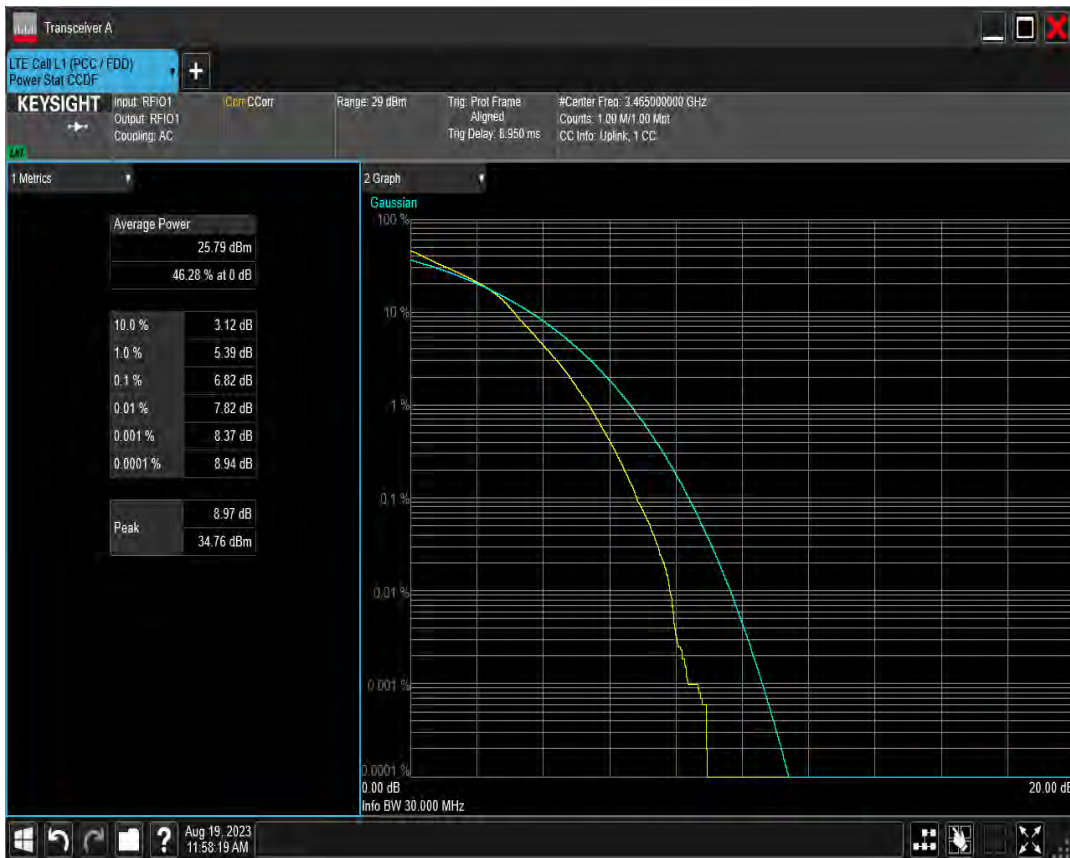 Transceiver A
LTE Cell L1 (PCC / FDD)
Power Stat CCDF
+
KEYSIGHT
Input: RFIO1
Output: RFIO1
Coupling: AC
Corr CCorr
Range: 29 dBm
Trig: Prot Frame
Aligned
Trig Delay: 8.950 ms
#Center Freq: 3.465000000 GHz
Counts: 1.00 M/1.00 Mpt
CC Info: Uplink, 1 CC
LXI
1 Metrics
Average Power
25.79 dBm
46.28 % at 0 dB
10.0 % 3.12 dB
1.0 % 5.39 dB
0.1 % 6.82 dB
0.01 % 7.82 dB
0.001 % 8.37 dB
0.0001 % 8.94 dB
Peak
8.97 dB
34.76 dBm
2 Graph
Gaussian
100 %
10 %
1 %
0.1 %
0.01 %
0.001 %
0.0001 %
0.00 dB
20.00 dB
Info BW 30.000 MHz
?
Aug 19, 2023
11:58:19 AM